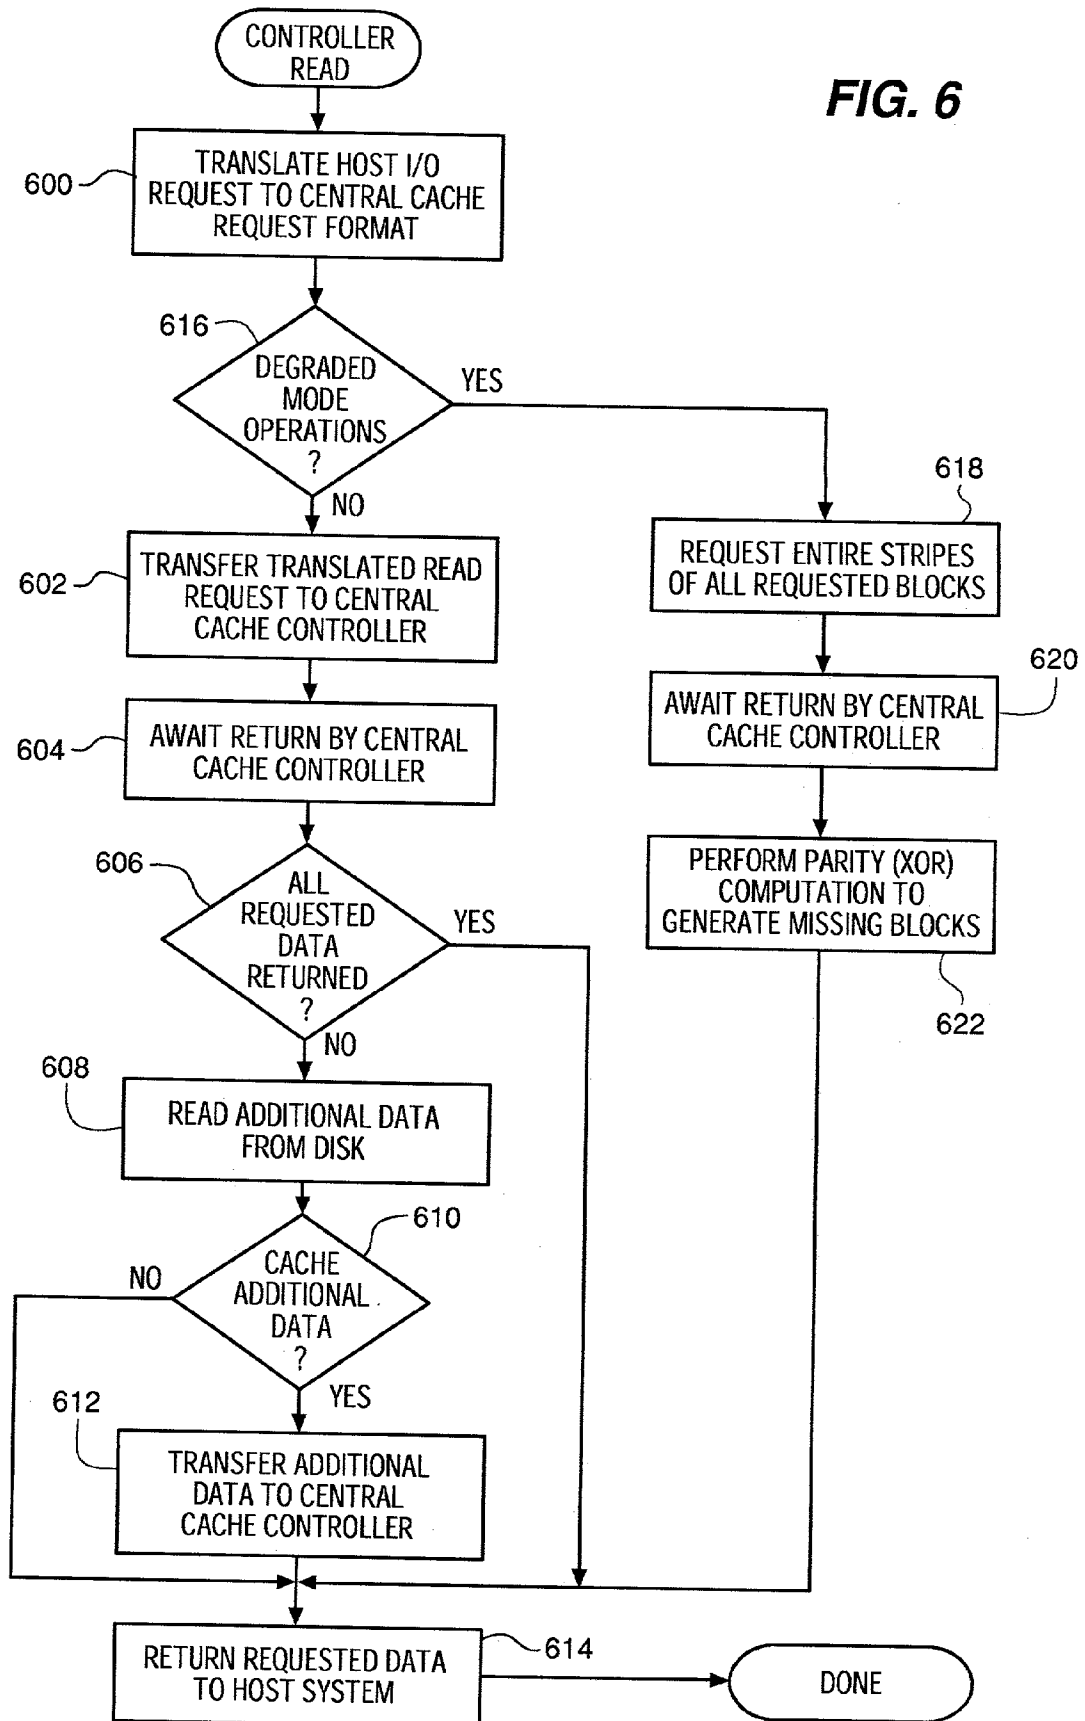 CONTROLLER
READ
FIG. 6
600
TRANSLATE HOST I/O
REQUEST TO CENTRAL CACHE
REQUEST FORMAT
616
DEGRADED
MODE
OPERATIONS
?
YES
NO
618
REQUEST ENTIRE STRIPES
OF ALL REQUESTED BLOCKS
602
TRANSFER TRANSLATED READ
REQUEST TO CENTRAL
CACHE CONTROLLER
620
AWAIT RETURN BY CENTRAL
CACHE CONTROLLER
604
AWAIT RETURN BY CENTRAL
CACHE CONTROLLER
PERFORM PARITY (XOR)
COMPUTATION TO
GENERATE MISSING BLOCKS
622
606
ALL
REQUESTED
DATA
RETURNED
?
YES
NO
608
READ ADDITIONAL DATA
FROM DISK
610
CACHE
ADDITIONAL
DATA
?
NO
YES
612
TRANSFER ADDITIONAL
DATA TO CENTRAL
CACHE CONTROLLER
614
RETURN REQUESTED DATA
TO HOST SYSTEM
DONE